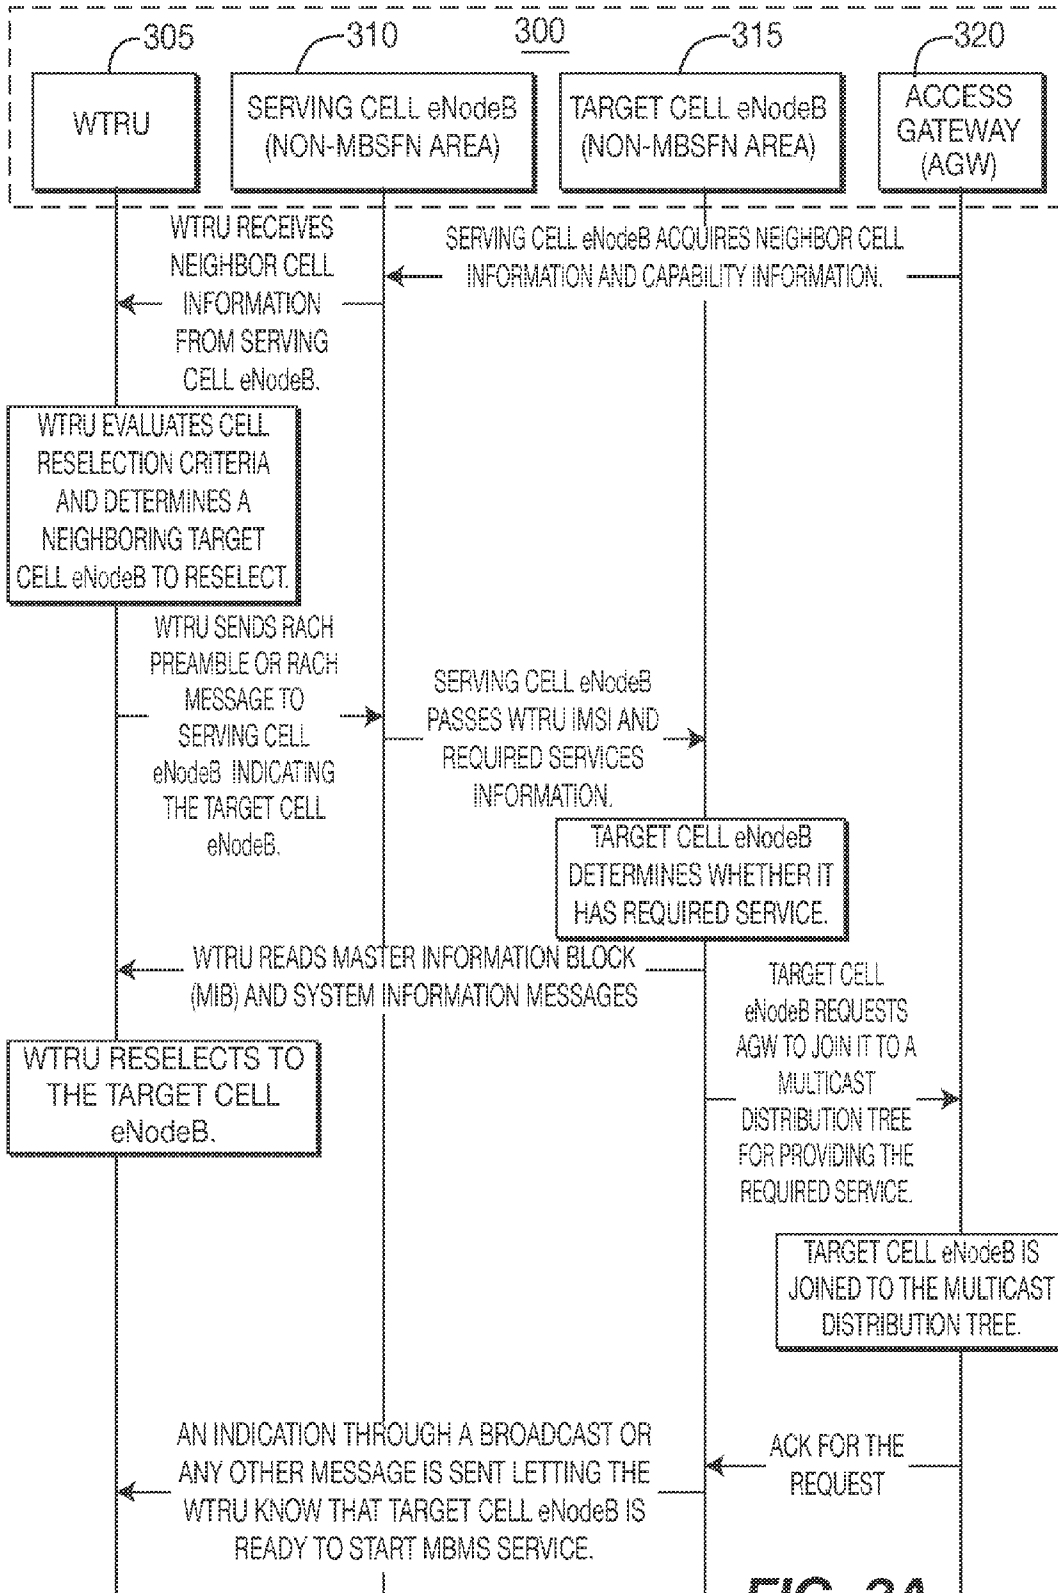 305
310
300
315
320
WTRU
SERVING CELL eNodeB
(NON-MBSFN AREA)
TARGET CELL eNodeB
(NON-MBSFN AREA)
ACCESS
GATEWAY
(AGW)
WTRU RECEIVES
NEIGHBOR CELL
INFORMATION
FROM SERVING
CELL eNodeB.
SERVING CELL eNodeB ACQUIRES NEIGHBOR CELL
INFORMATION AND CAPABILITY INFORMATION.
WTRU EVALUATES CELL
RESELECTION CRITERIA
AND DETERMINES A
NEIGHBORING TARGET
CELL eNodeB TO RESELECT.
WTRU SENDS RACH
PREAMBLE OR RACH
MESSAGE TO
SERVING CELL
eNodeB INDICATING
THE TARGET CELL
eNodeB.
SERVING CELL eNodeB
PASSES WTRU IMSI AND
REQUIRED SERVICES
INFORMATION.
TARGET CELL eNodeB
DETERMINES WHETHER IT
HAS REQUIRED SERVICE.
WTRU READS MASTER INFORMATION BLOCK
(MIB) AND SYSTEM INFORMATION MESSAGES
TARGET CELL
eNodeB REQUESTS
AGW TO JOIN IT TO A
MULTICAST
DISTRIBUTION TREE
FOR PROVIDING THE
REQUIRED SERVICE.
WTRU RESELECTS TO
THE TARGET CELL
eNodeB.
TARGET CELL eNodeB IS
JOINED TO THE MULTICAST
DISTRIBUTION TREE.
AN INDICATION THROUGH A BROADCAST OR
ANY OTHER MESSAGE IS SENT LETTING THE
WTRU KNOW THAT TARGET CELL eNodeB IS
READY TO START MBMS SERVICE.
ACK FOR THE
REQUEST